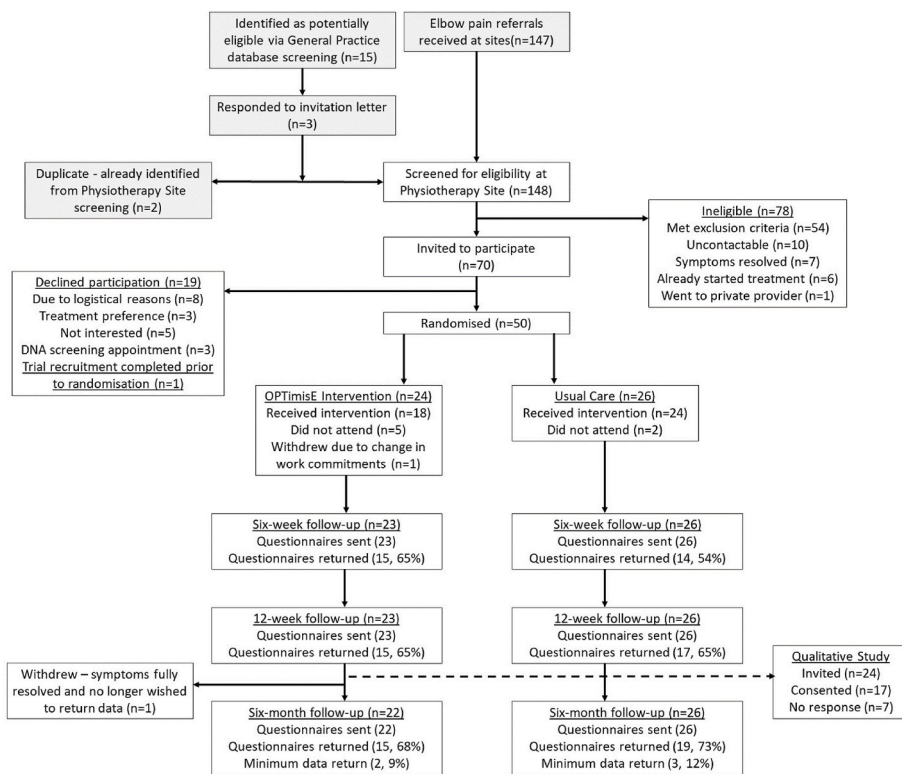 Identified as potentially
eligible via General Practice
database screening (n=15)
Elbow pain referrals
received at sites(n=147)
Responded to invitation letter
(n=3)
Duplicate - already identified
from Physiotherapy Site
screening (n=2)
Screened for eligibility at
Physiotherapy Site
(n=148)
Ineligible (n=78)
Met exclusion criteria (n=54)
Uncontactable (n=10)
Symptoms resolved (n=7)
Already started treatment (n=6)
Went to private provider (n=1)
Invited to participate
(n=70)
Declined participation (n=19)
Due to logistical reasons (n=8)
Treatment preference (n=3)
Not interested (n=5)
DNA screening appointment (n=3)
Trial recruitment completed prior
to randomisation (n=1)
Randomised (n=50)
OPTimisE Intervention (n=24)
Received intervention (n=18)
Did not attend (n=5)
Withdrew due to change in
work commitments (n=1)
Usual Care (n=26)
Received intervention (n=24)
Did not attend (n=2)
Six-week follow-up (n=23)
Questionnaires sent (23)
Questionnaires returned (15, 65%)
Six-week follow-up (n=26)
Questionnaires sent (26)
Questionnaires returned (14, 54%)
12-week follow-up (n=23)
Questionnaires sent (23)
Questionnaires returned (15, 65%)
12-week follow-up (n=26)
Questionnaires sent (26)
Questionnaires returned (17, 65%)
Withdrew – symptoms fully
resolved and no longer wished
to return data (n=1)
Qualitative Study
Invited (n=24)
Consented (n=17)
No response (n=7)
Six-month follow-up (n=22)
Questionnaires sent (22)
Questionnaires returned (15, 68%)
Minimum data return (2, 9%)
Six-month follow-up (n=26)
Questionnaires sent (26)
Questionnaires returned (19, 73%)
Minimum data return (3, 12%)